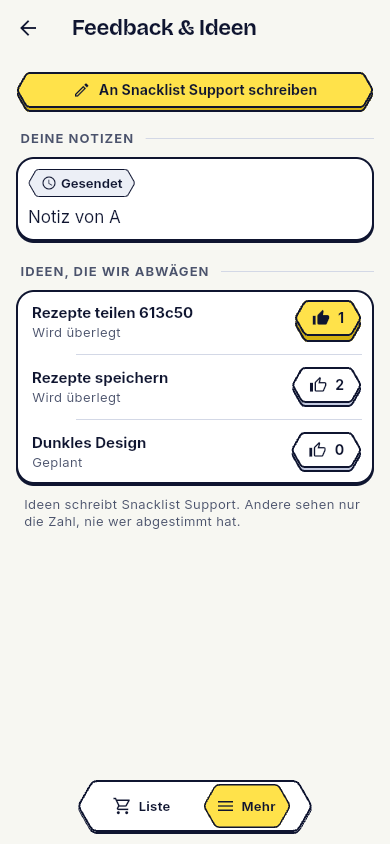 Feedback & Ideen
An Snacklist Support schreiben
DEINE NOTIZEN
Gesendet
Notiz von A
IDEEN, DIE WIR ABWÄGEN
Rezepte teilen 613c50
1
Wird überlegt
Rezepte speichern
2
Wird überlegt
Dunkles Design
0
Geplant
Ideen schreibt Snacklist Support. Andere sehen nur
die Zahl, nie wer abgestimmt hat.
Liste
Mehr